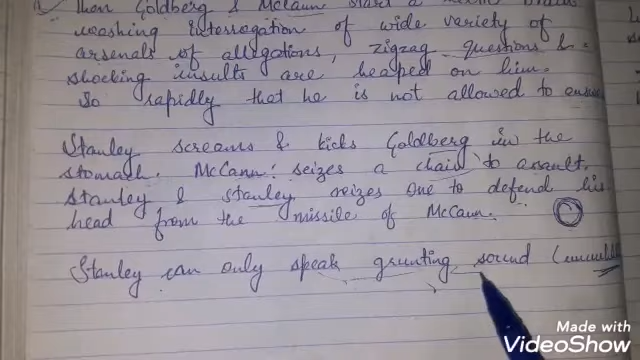 Then Goldberg & McCann start a
washing Interrogation of wide variety of
arsenals of allegations, zigzag questions &
shocking insults are heaped on him.
So rapidly that he is not allowed to
Stanley screams & kicks Goldberg in the
stomath. McCann: seizes a chair to assault.
Stanley & stanley seizes one to defend his
head from the missile of McCann.
Stanley can only speak grunting sound (
Made with
VideoShow